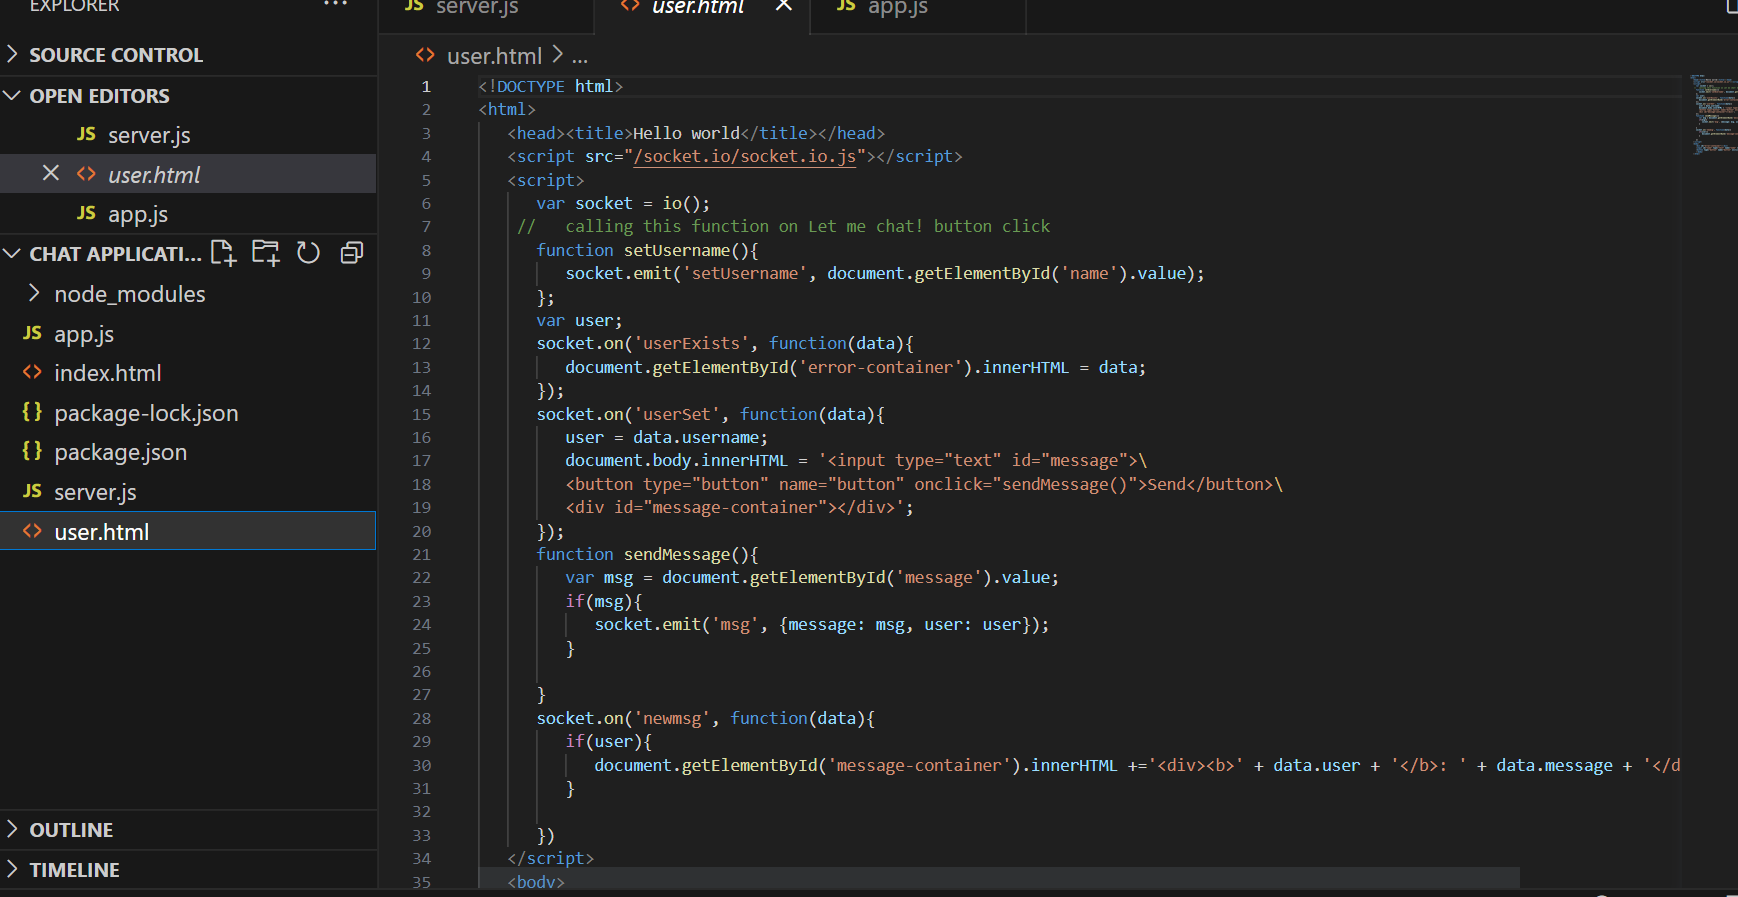 EXPLORER ...
SOURCE CONTROL
OPEN EDITORS
JS server.js
<> user.html
JS app.js
CHAT APPLICATI...
node_modules
JS app.js
<> index.html
{} package-lock.json
{} package.json
JS server.js
<> user.html
OUTLINE
TIMELINE
JS server.js
<> user.html
JS app.js
<> user.html > ...
1 <!DOCTYPE html>
2 <html>
3 <head><title>Hello world</title></head>
4 <script src="/socket.io/socket.io.js"></script>
5 <script>
6 var socket = io();
7 //   calling this function on Let me chat! button click
8 function setUsername(){
9 socket.emit('setUsername', document.getElementById('name').value);
10 };
11 var user;
12 socket.on('userExists', function(data){
13 document.getElementById('error-container').innerHTML = data;
14 });
15 socket.on('userSet', function(data){
16 user = data.username;
17 document.body.innerHTML = '<input type="text" id="message">\
18 <button type="button" name="button" onclick="sendMessage()">Send</button>\
19 <div id="message-container"></div>';
20 });
21 function sendMessage(){
22 var msg = document.getElementById('message').value;
23 if(msg){
24 socket.emit('msg', {message: msg, user: user});
25 }
26
27 }
28 socket.on('newmsg', function(data){
29 if(user){
30 document.getElementById('message-container').innerHTML +='<div><b>' + data.user + '</b>: ' + data.message + '</d
31 }
32
33 })
34 </script>
35 <body>